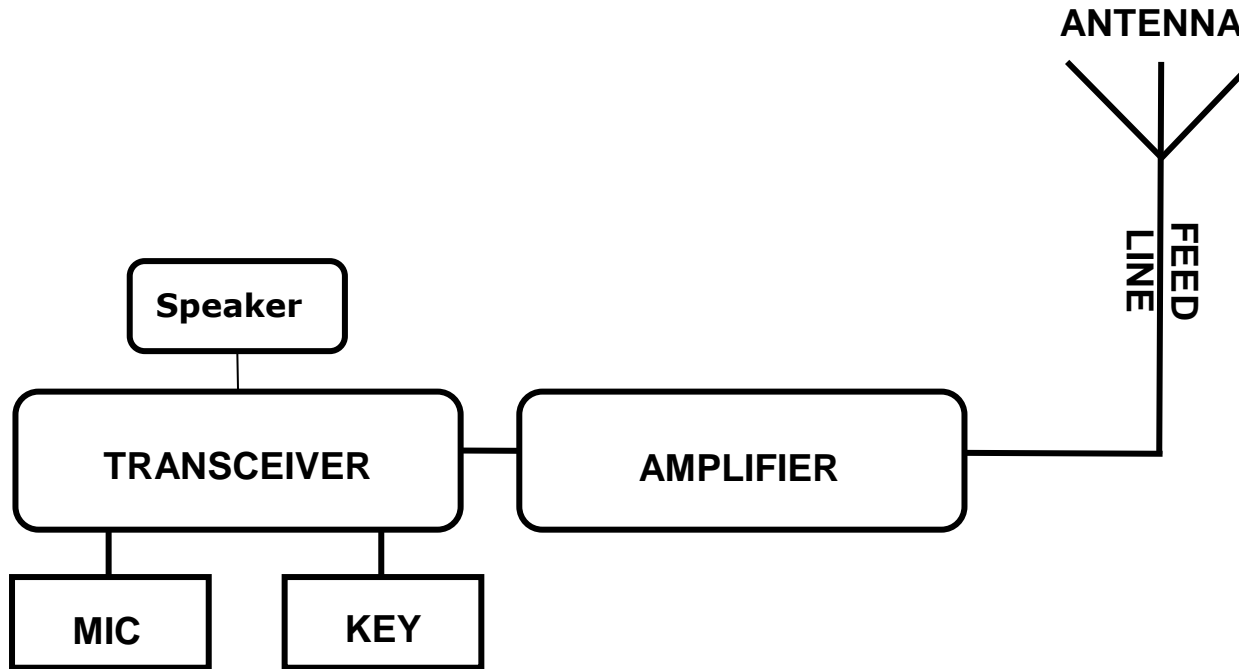 ANTENNA
FEED
LINE
Speaker
TRANSCEIVER
AMPLIFIER
MIC
KEY